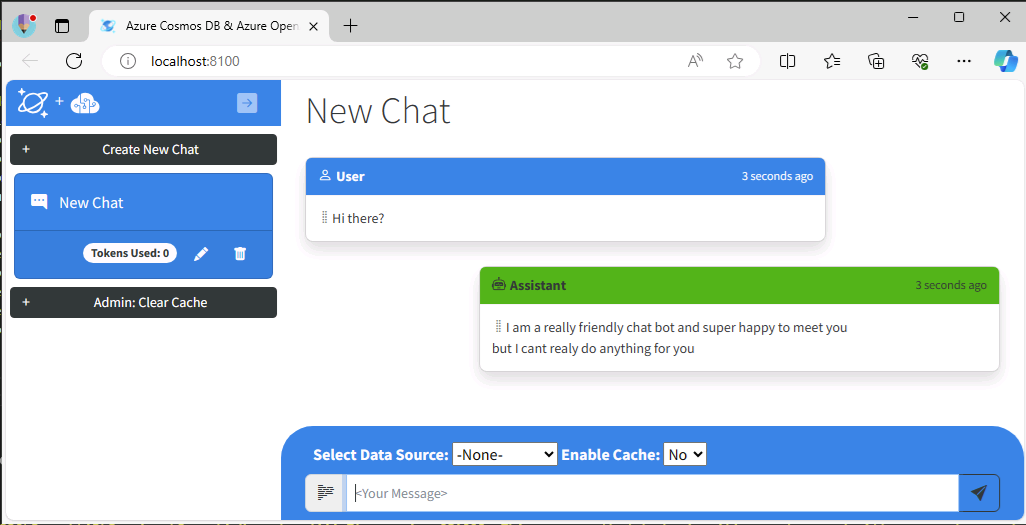 Azure Cosmos DB & Azure Open
localhost:8100
+
Create New Chat
New Chat
Tokens Used: 0
Admin: Clear Cache
New Chat
User 3 seconds ago
Hi there?
Assistant 3 seconds ago
I am a really friendly chat bot and super happy to meet you
but I cant realy do anything for you
Select Data Source: -None- Enable Cache: No
<Your Message>